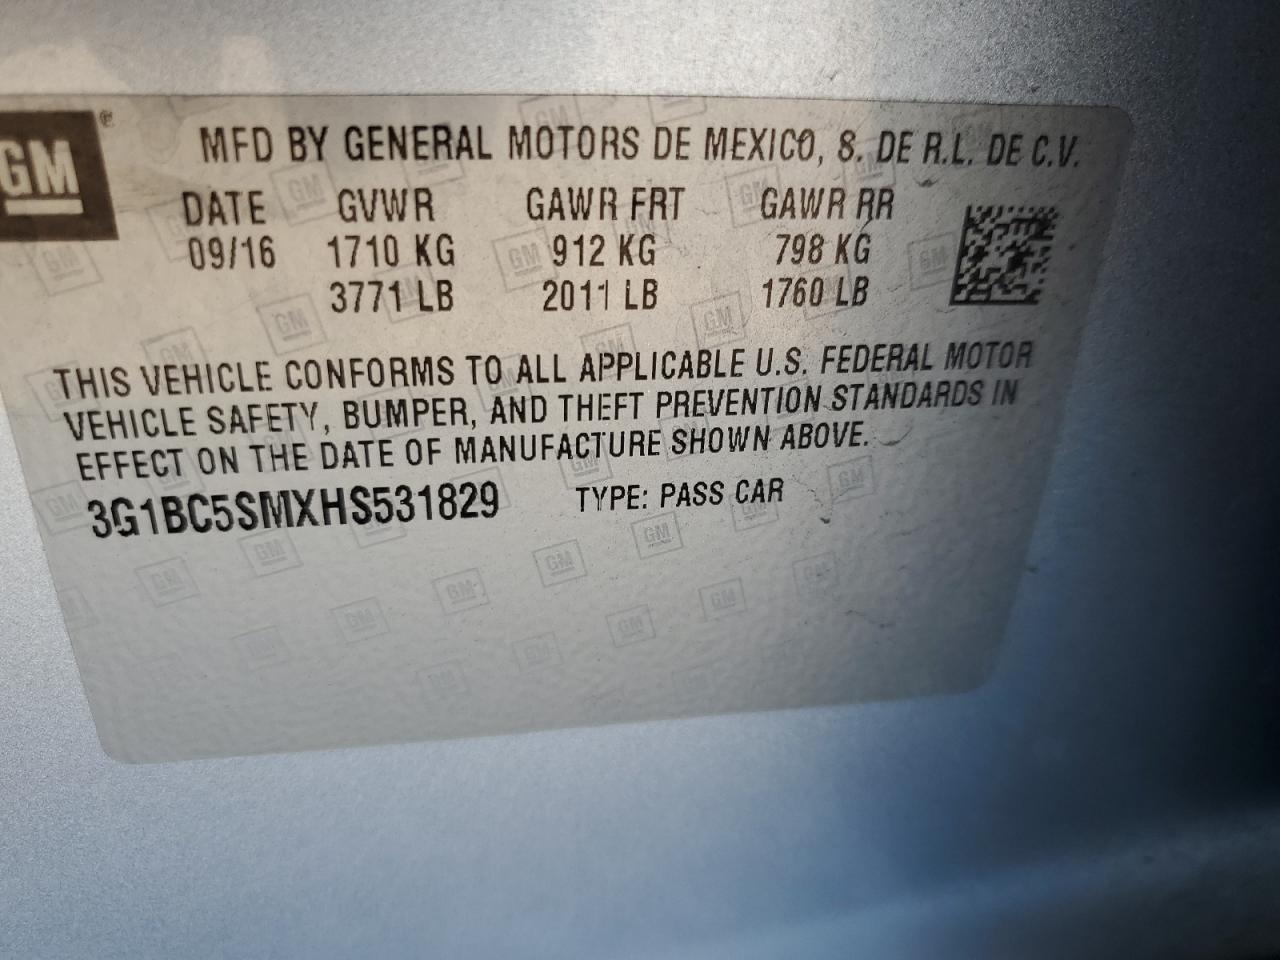 GM ®
MFD BY GENERAL MOTORS DE MEXICO, S. DE R.L. DE C.V.
DATE GVWR GAWR FRT GAWR RR
09/16 1710 KG 912 KG 798 KG
3771 LB 2011 LB 1760 LB
THIS VEHICLE CONFORMS TO ALL APPLICABLE U.S. FEDERAL MOTOR
VEHICLE SAFETY, BUMPER, AND THEFT PREVENTION STANDARDS IN
EFFECT ON THE DATE OF MANUFACTURE SHOWN ABOVE.
3G1BC5SMXHS531829 TYPE: PASS CAR